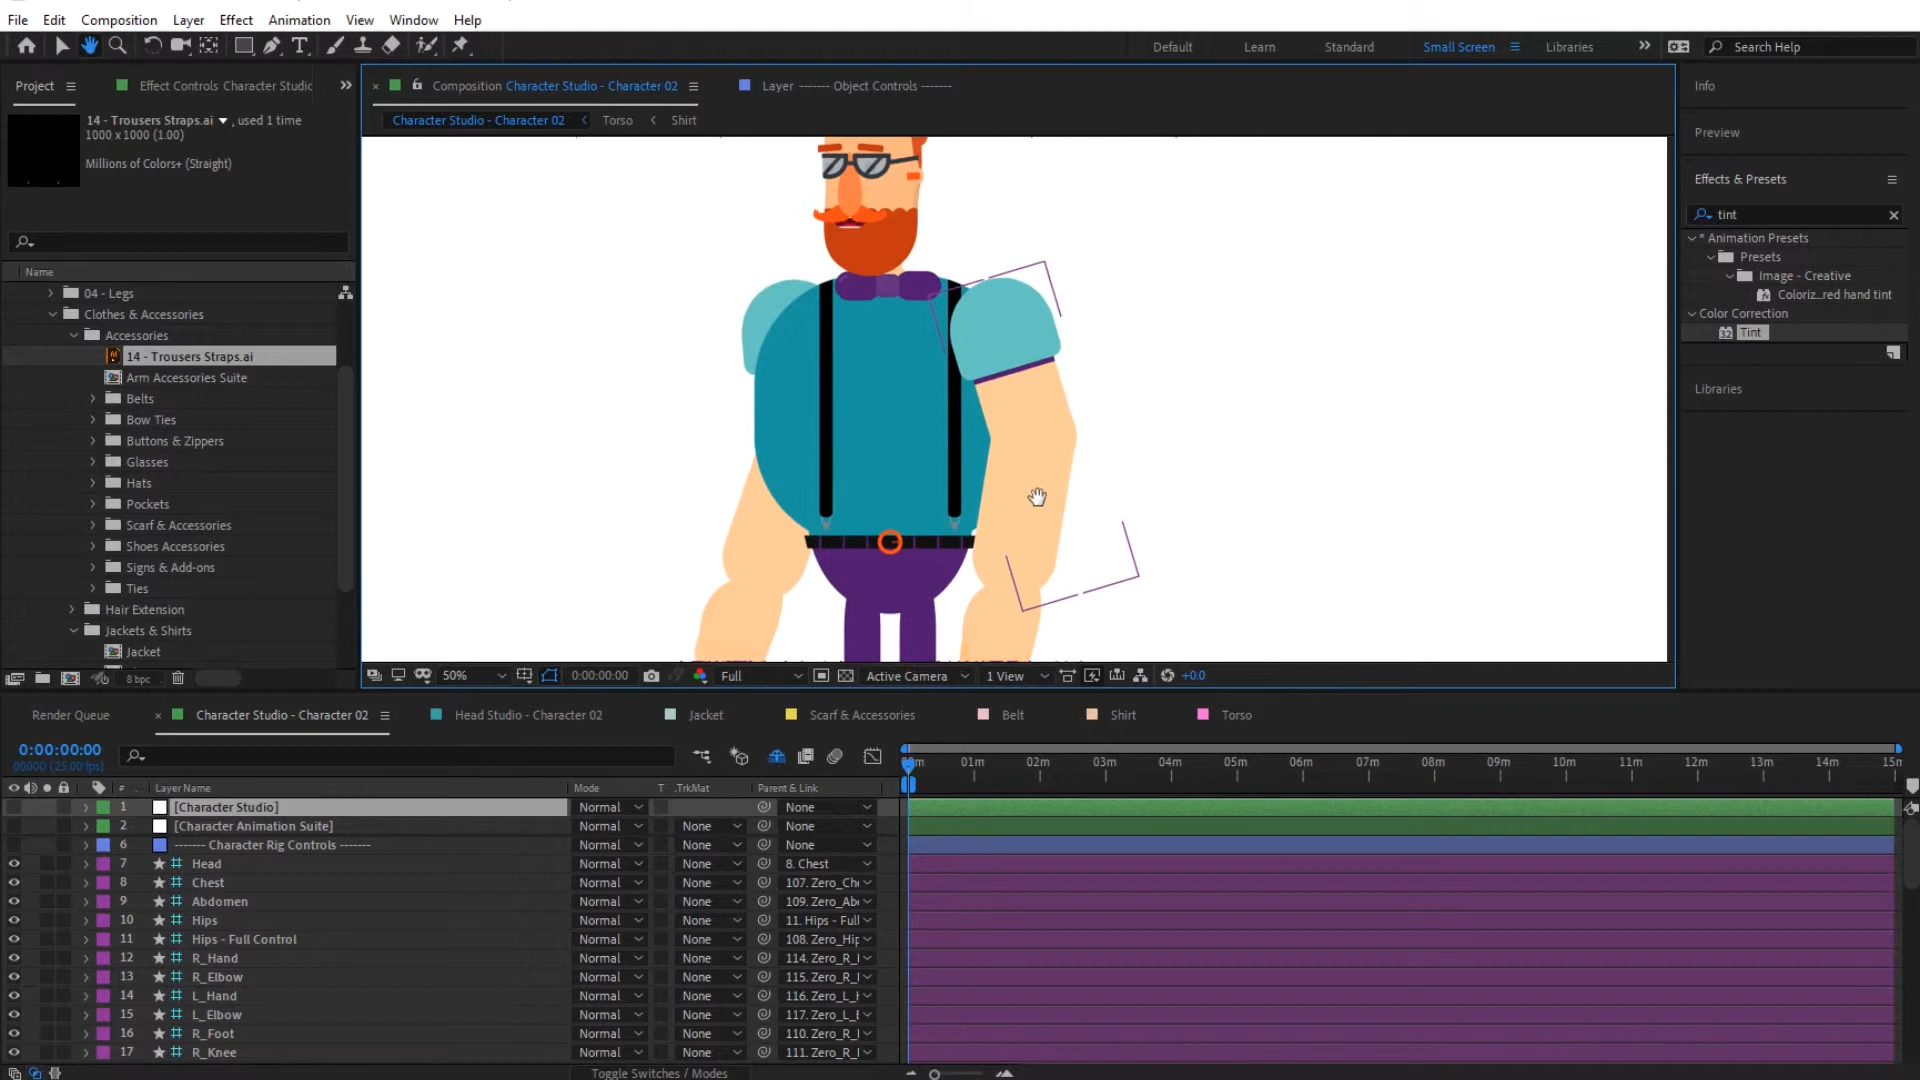 File Edit Composition Layer Effect Animation View Window Help
Default Learn Standard Small Screen Libraries Search Help
Project Effect Controls Character Studio
14 - Trousers Straps.ai , used 1 time
1000 x 1000 (1.00)
Millions of Colors+ (Straight)
Name
04 - Legs
Clothes & Accessories
Accessories
14 - Trousers Straps.ai
Arm Accessories Suite
Belts
Bow Ties
Buttons & Zippers
Glasses
Hats
Pockets
Scarf & Accessories
Shoes Accessories
Signs & Add-ons
Ties
Hair Extension
Jackets & Shirts
Jacket
8 bpc
Composition Character Studio - Character 02 Layer ------- Object Controls -------
Character Studio - Character 02 Torso Shirt
50% 0:00:00:00 Full Active Camera 1 View +0.0
Info
Preview
Effects & Presets
tint
* Animation Presets
Presets
Image - Creative
Coloriz...red hand tint
Color Correction
32 Tint
Libraries
Render Queue Character Studio - Character 02 Head Studio - Character 02 Jacket Scarf & Accessories Belt Shirt Torso
0:00:00:00
00000 (25.00 fps)
01m 02m 03m 04m 05m 06m 07m 08m 09m 10m 11m 12m 13m 14m 15m
# Layer Name Mode T .TrkMat Parent & Link
1 [Character Studio] Normal None
2 [Character Animation Suite] Normal None None
6 ------- Character Rig Controls ------- Normal None None
7 Head Normal None 8. Chest
8 Chest Normal None 107. Zero_Che
9 Abdomen Normal None 109. Zero_Ab
10 Hips Normal None 11. Hips - Full
11 Hips - Full Control Normal None 108. Zero_Hip
12 R_Hand Normal None 114. Zero_R_
13 R_Elbow Normal None 115. Zero_R_
14 L_Hand Normal None 116. Zero_L_
15 L_Elbow Normal None 117. Zero_L_E
16 R_Foot Normal None 110. Zero_R_
17 R_Knee Normal None 111. Zero_R_
Toggle Switches / Modes